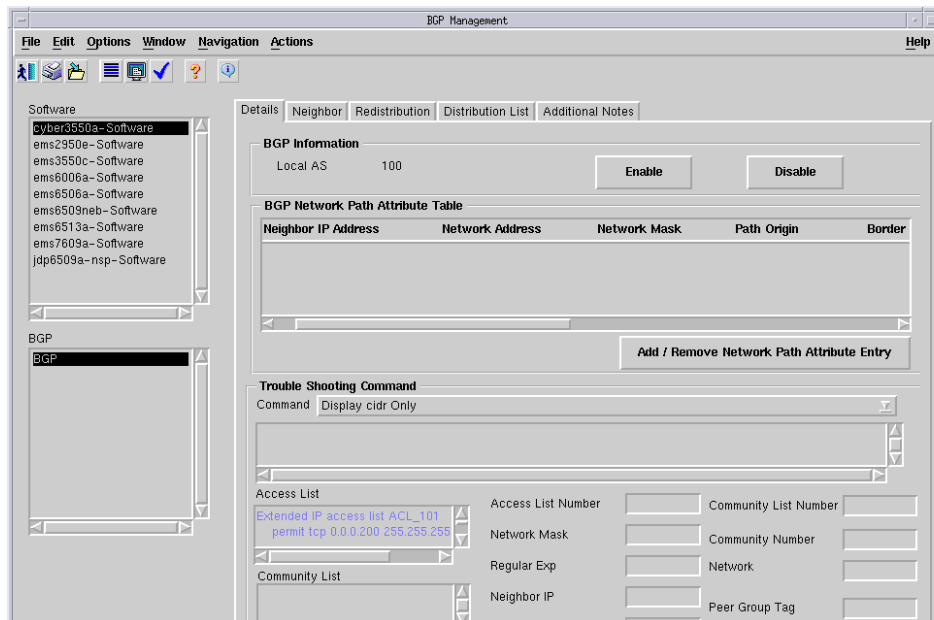 BGP Management
File Edit Options Window Navigation Actions Help
Software
cyber3550a-Software
ems2950e-Software
ems3550c-Software
ems6006a-Software
ems6506a-Software
ems6509neb-Software
ems6513a-Software
ems7609a-Software
jdp6509a-nsp-Software
BGP
BGP
Details Neighbor Redistribution Distribution List Additional Notes
BGP Information
Local AS 100 Enable Disable
BGP Network Path Attribute Table
Neighbor IP Address Network Address Network Mask Path Origin Border
Add / Remove Network Path Attribute Entry
Trouble Shooting Command
Command Display cidr Only
Access List
Extended IP access list ACL_101
permit tcp 0.0.0.200 255.255.255
Community List
Access List Number
Network Mask
Regular Exp
Neighbor IP
Community List Number
Community Number
Network
Peer Group Tag